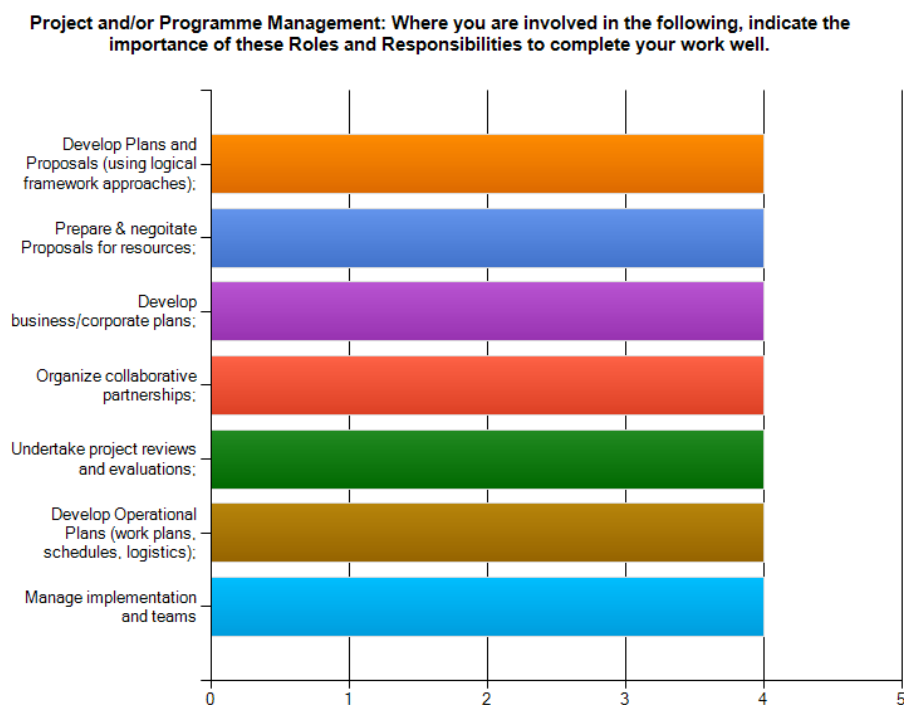 Project and/or Programme Management: Where you are involved in the following, indicate the
importance of these Roles and Responsibilities to complete your work well.
Develop Plans and
Proposals (using logical
framework approaches);
Prepare & negoitate
Proposals for resources;
Develop
business/corporate plans;
Organize collaborative
partnerships;
Undertake project reviews
and evaluations;
Develop Operational
Plans (work plans,
schedules, logistics);
Manage implementation
and teams
0 1 2 3 4 5